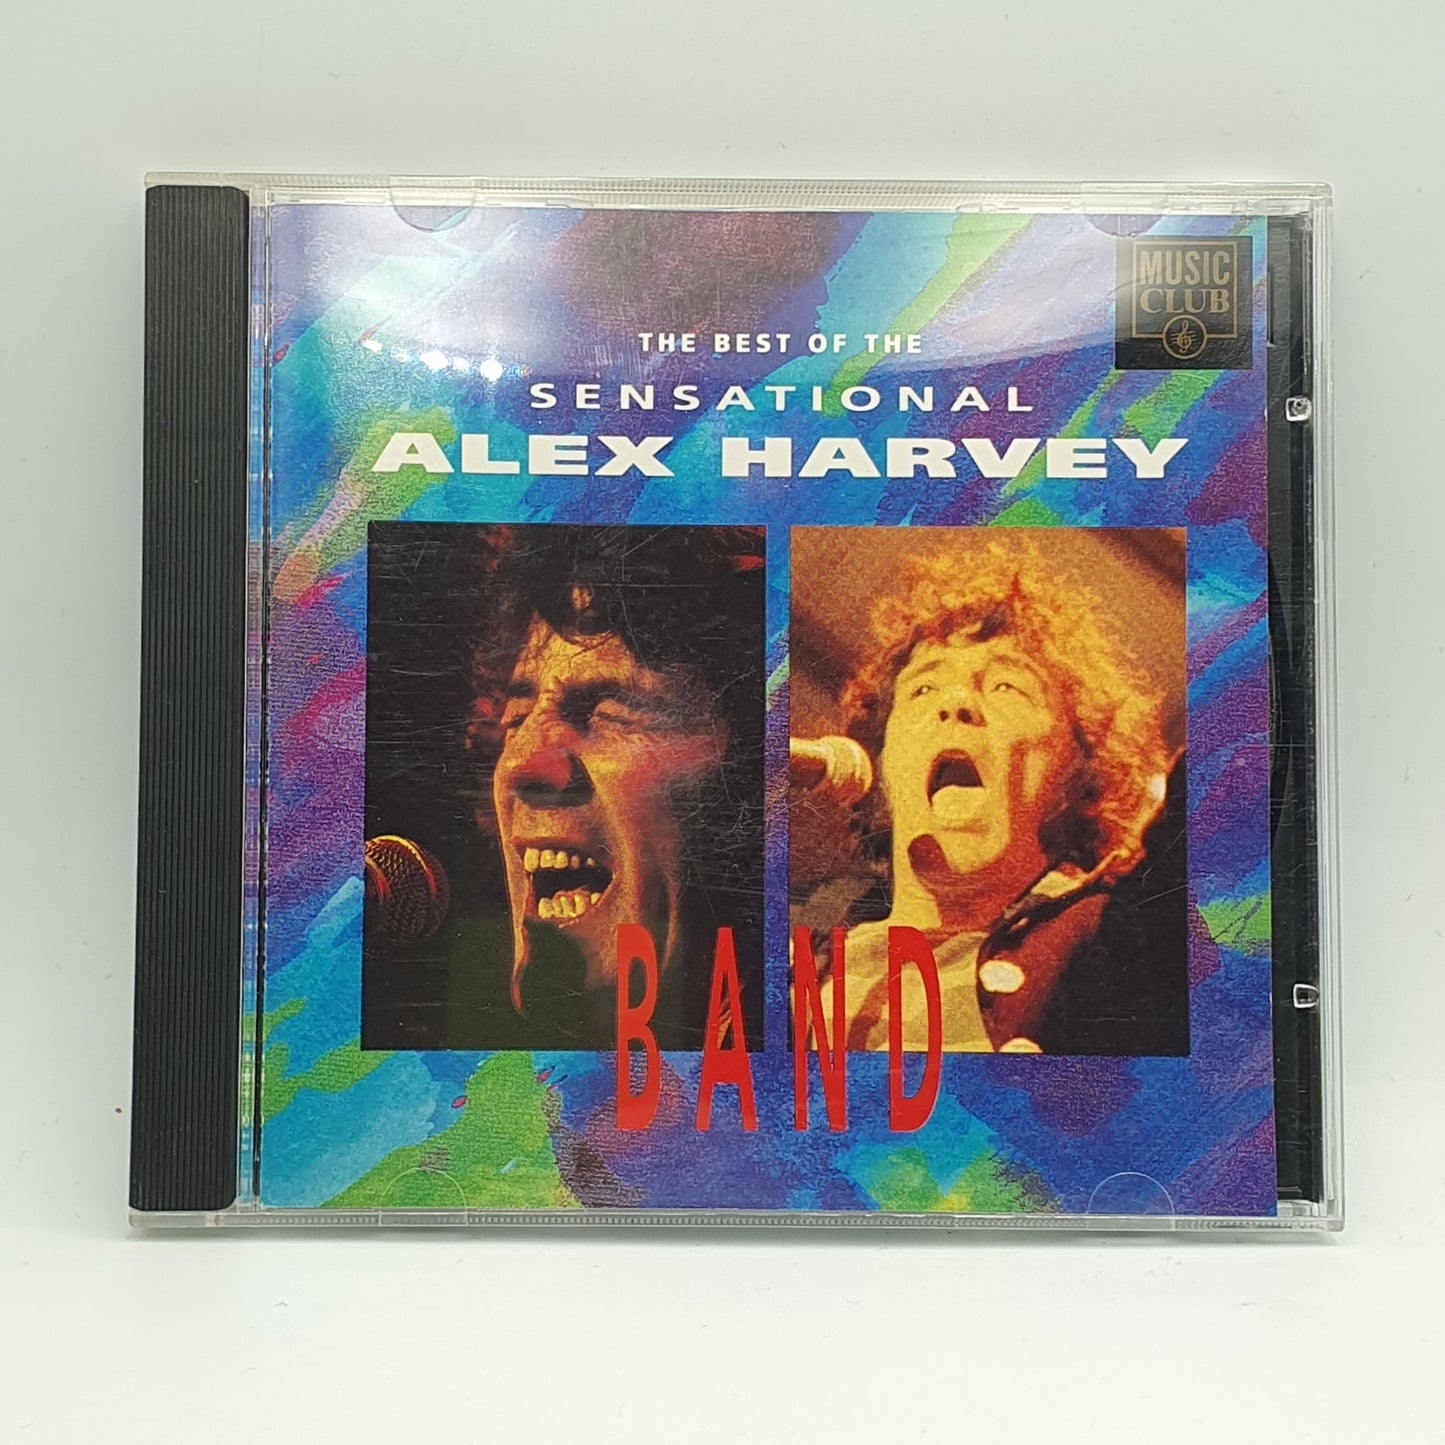 MUSIC
CLUB
THE BEST OF THE
SENSATIONAL
ALEX HARVEY
BAND